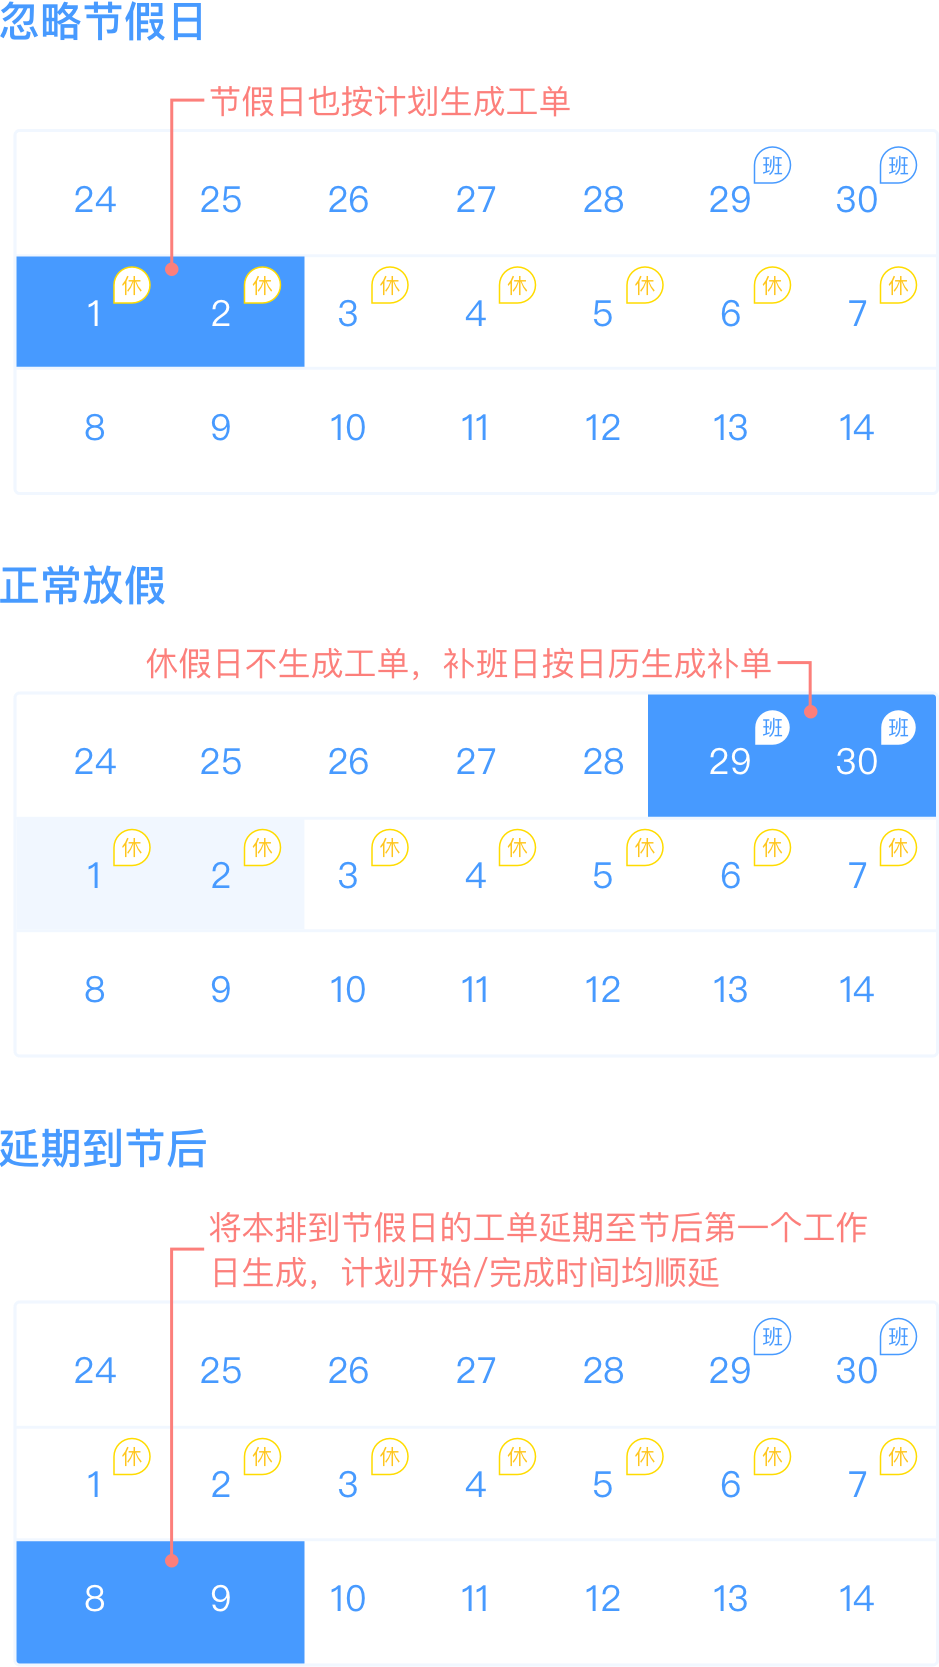 忽略节假日
节假日也按计划生成工单
班 班
24 25 26 27 28 29 30
休 休 休 休 休 休 休
1 2 3 4 5 6 7
8 9 10 11 12 13 14
正常放假
休假日不生成工单，补班日按日历生成补单
班 班
24 25 26 27 28 29 30
休 休 休 休 休 休 休
1 2 3 4 5 6 7
8 9 10 11 12 13 14
延期到节后
将本排到节假日的工单延期至节后第一个工作
日生成，计划开始/完成时间均顺延
班 班
24 25 26 27 28 29 30
休 休 休 休 休 休 休
1 2 3 4 5 6 7
8 9 10 11 12 13 14